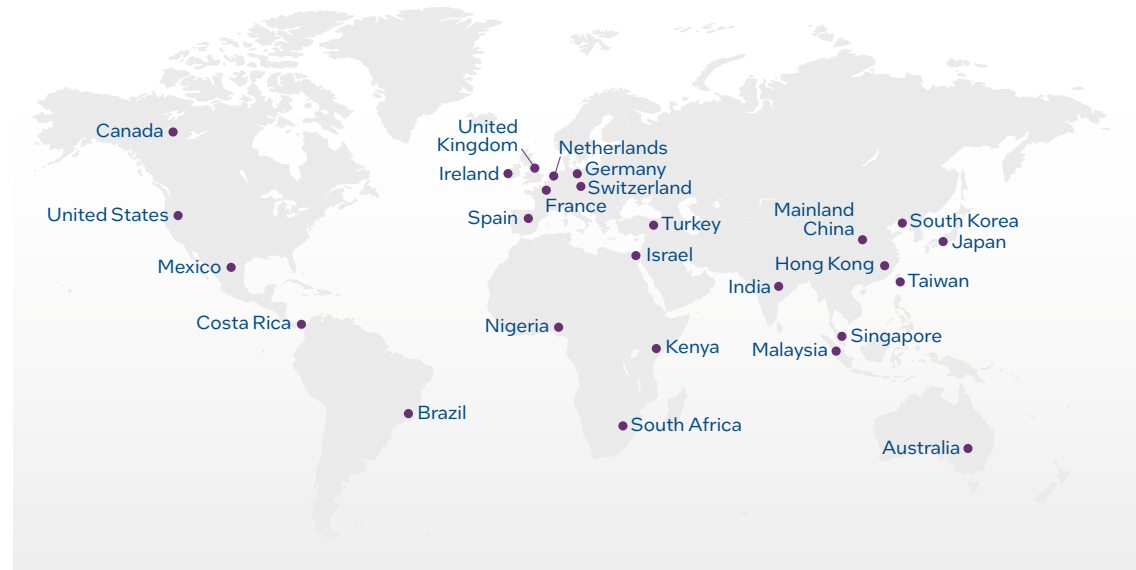 Canada
United
Kingdom
Netherlands
Ireland
Germany
Switzerland
France
United States
Spain
Turkey
Mainland
China
South Korea
Japan
Mexico
Israel
Hong Kong
India
Taiwan
Costa Rica
Nigeria
Kenya
Singapore
Malaysia
Brazil
South Africa
Australia